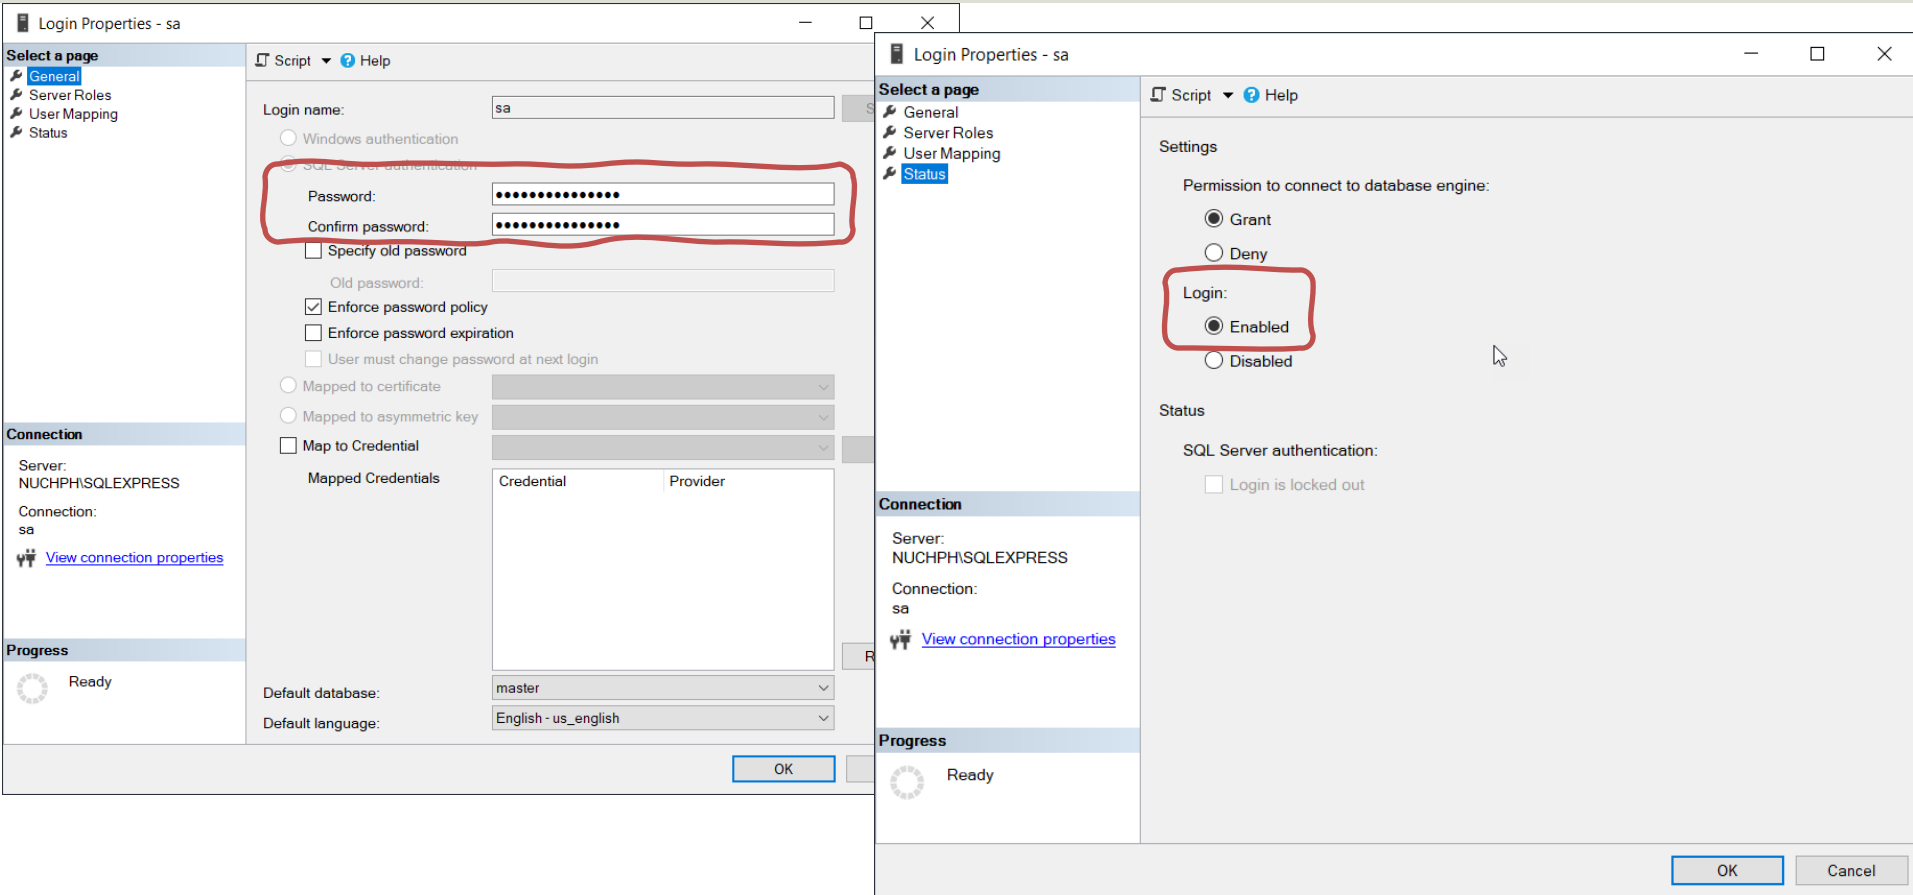 Login Properties - sa
Select a page
General
Server Roles
User Mapping
Status
Script
Help
Login name:
sa
Windows authentication
SQL Server authentication
Password:
●●●●●●●●●●●●●●●
Confirm password:
●●●●●●●●●●●●●●●
Specify old password
Old password:
Enforce password policy
Enforce password expiration
User must change password at next login
Mapped to certificate
Mapped to asymmetric key
Map to Credential
Mapped Credentials
Credential
Provider
Default database:
master
Default language:
English - us_english
Connection
Server:
NUCHPH\SQLEXPRESS
Connection:
sa
View connection properties
Progress
Ready
OK
Login Properties - sa
Select a page
General
Server Roles
User Mapping
Status
Script
Help
Settings
Permission to connect to database engine:
Grant
Deny
Login:
Enabled
Disabled
Status
SQL Server authentication:
Login is locked out
Connection
Server:
NUCHPH\SQLEXPRESS
Connection:
sa
View connection properties
Progress
Ready
OK
Cancel